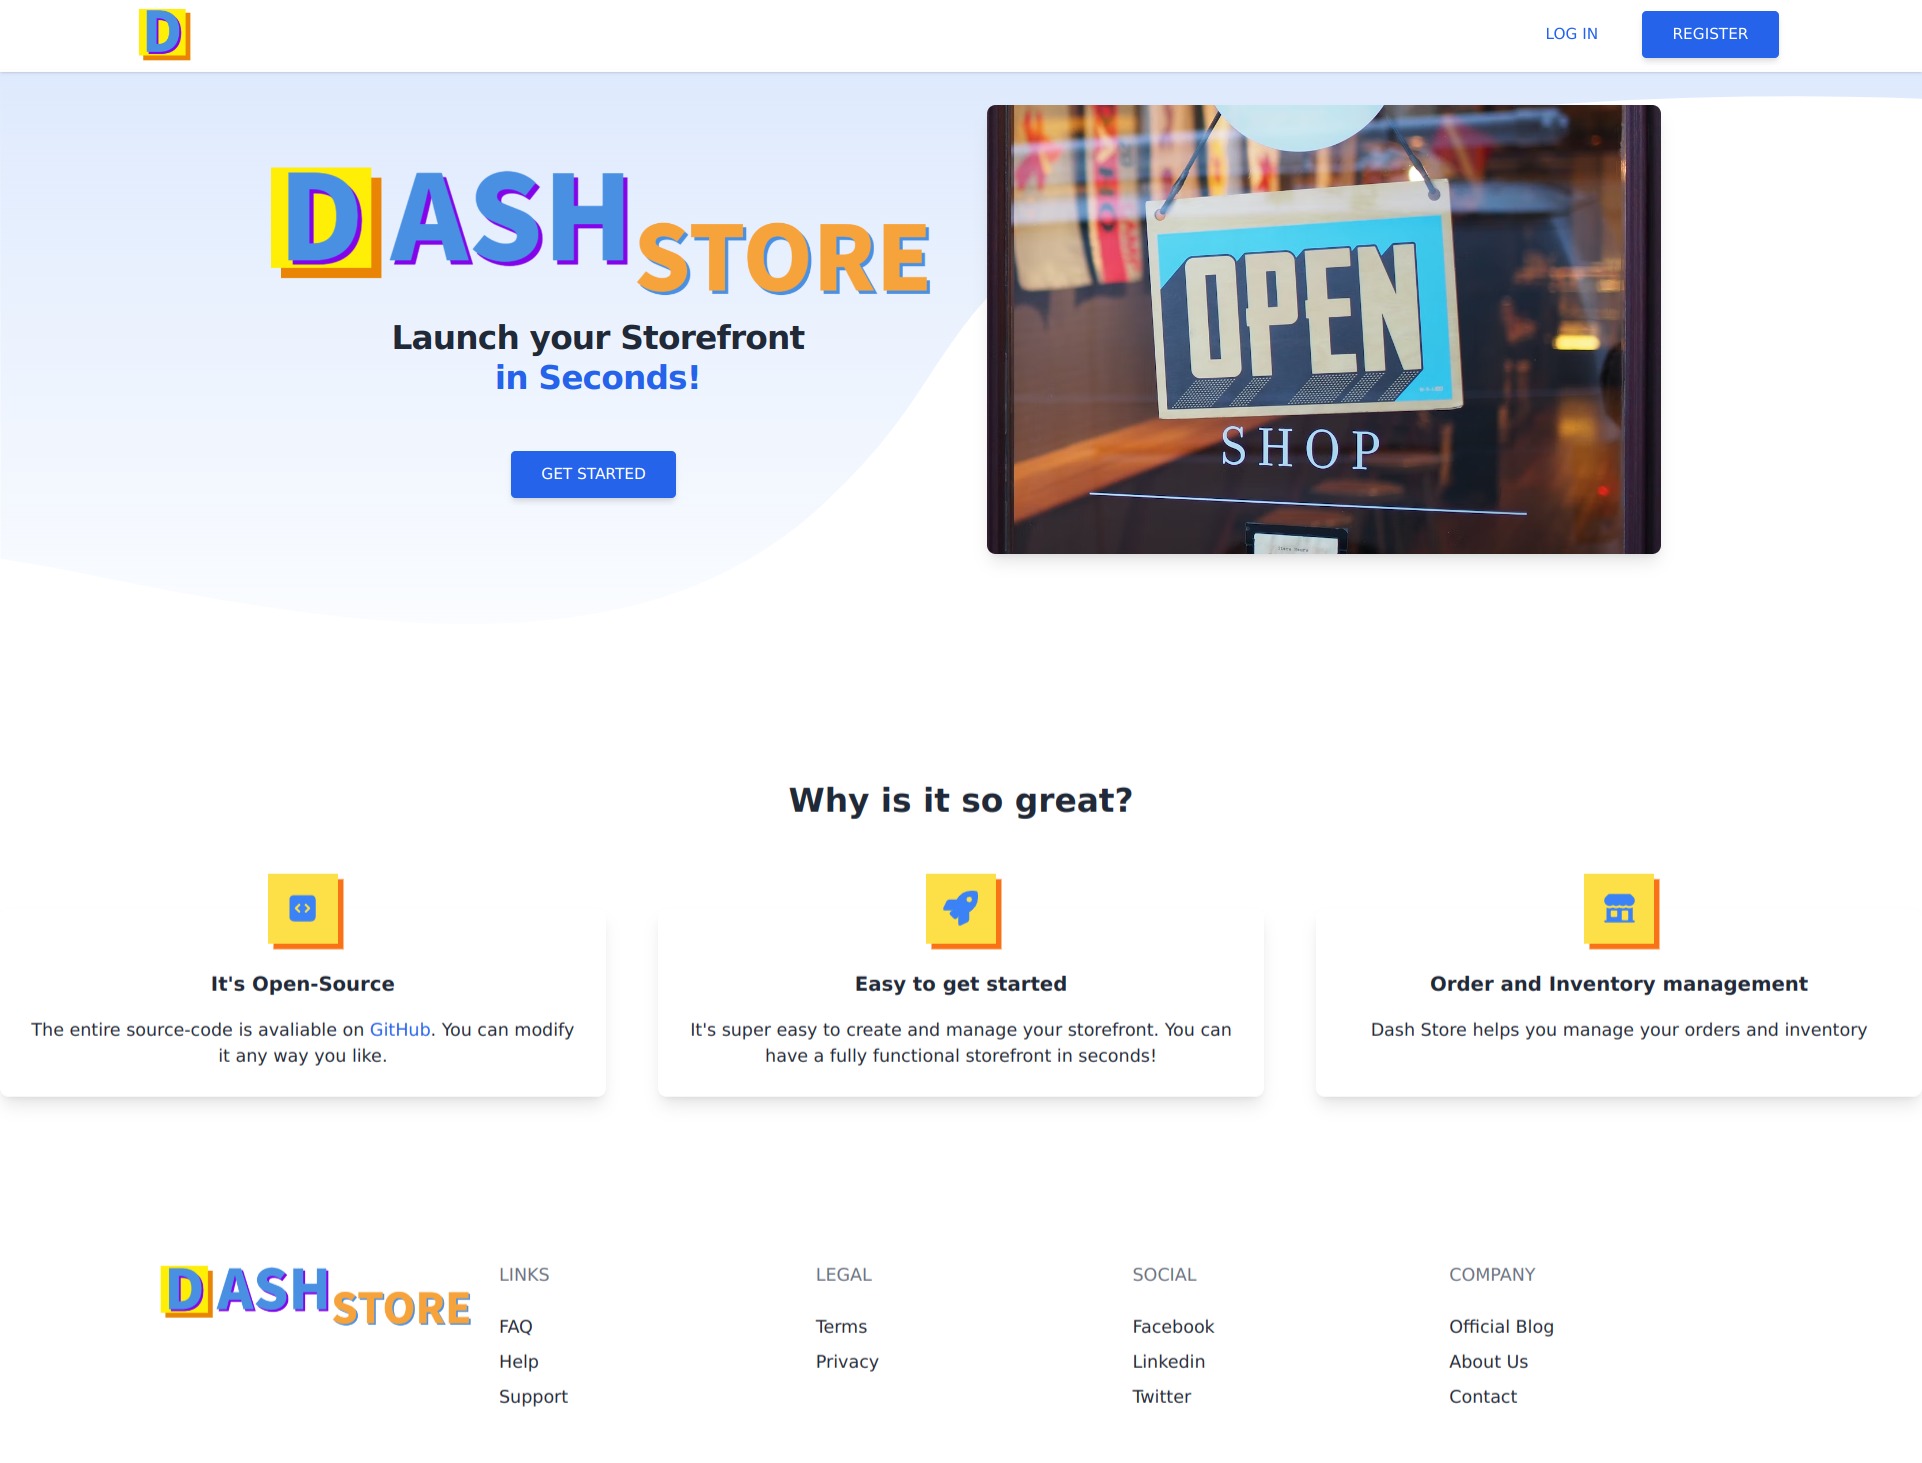 D
LOG IN
REGISTER
DASH STORE
Launch your Storefront
in Seconds!
GET STARTED
OPEN
SHOP
Why is it so great?
It's Open-Source
The entire source-code is avaliable on GitHub. You can modify
it any way you like.
Easy to get started
It's super easy to create and manage your storefront. You can
have a fully functional storefront in seconds!
Order and Inventory management
Dash Store helps you manage your orders and inventory
DASH STORE
LINKS
FAQ
Help
Support
LEGAL
Terms
Privacy
SOCIAL
Facebook
Linkedin
Twitter
COMPANY
Official Blog
About Us
Contact